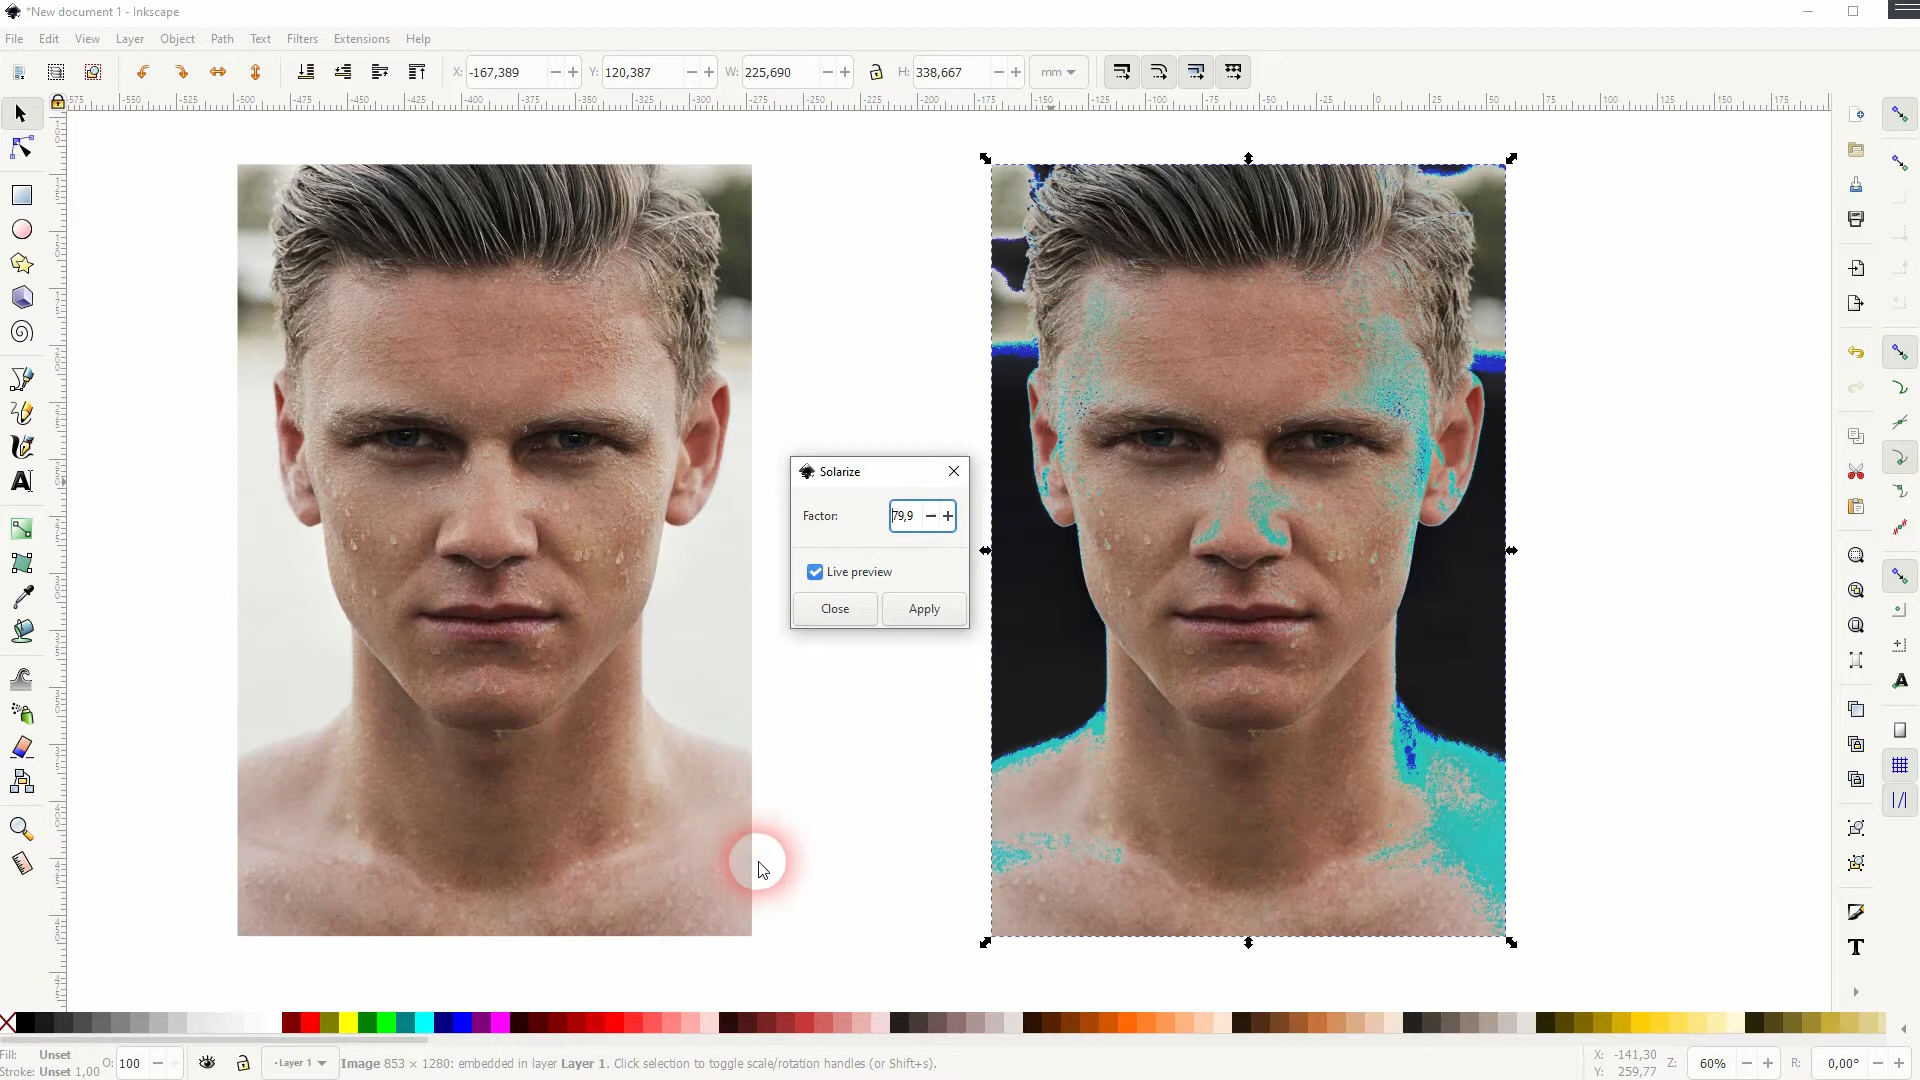 *New document 1 - Inkscape
File Edit View Layer Object Path Text Filters Extensions Help
X: -167,389 Y: 120,387 W: 225,690 H: 338,667 mm
Solarize
Factor: 79,9
Live preview
Close Apply
Fill: Unset
Stroke: Unset 1,00
O: 100
-Layer 1
Image 853 × 1280: embedded in layer Layer 1. Click selection to toggle scale/rotation handles (or Shift+s).
X: -141,30
Y: 259,77
Z: 60%
R: 0,00°